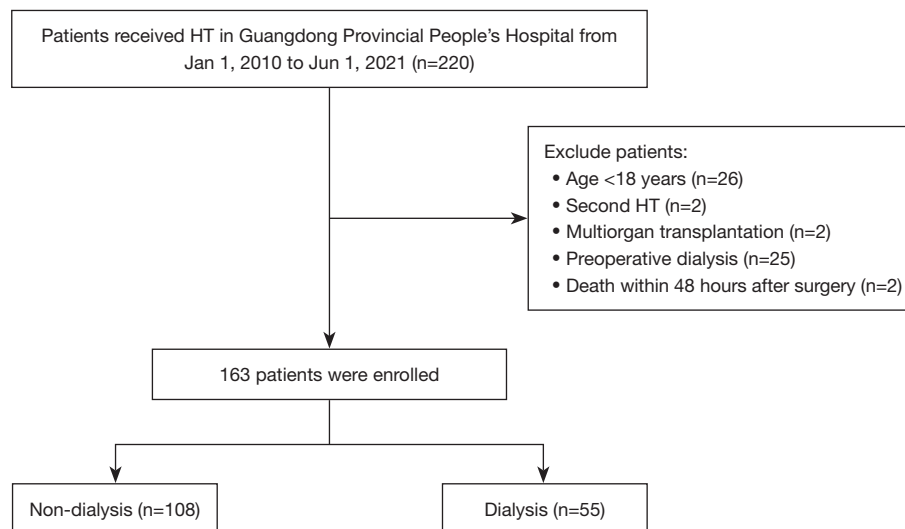 Patients received HT in Guangdong Provincial People’s Hospital from
Jan 1, 2010 to Jun 1, 2021 (n=220)
Exclude patients:
• Age <18 years (n=26)
• Second HT (n=2)
• Multiorgan transplantation (n=2)
• Preoperative dialysis (n=25)
• Death within 48 hours after surgery (n=2)
163 patients were enrolled
Non-dialysis (n=108)
Dialysis (n=55)